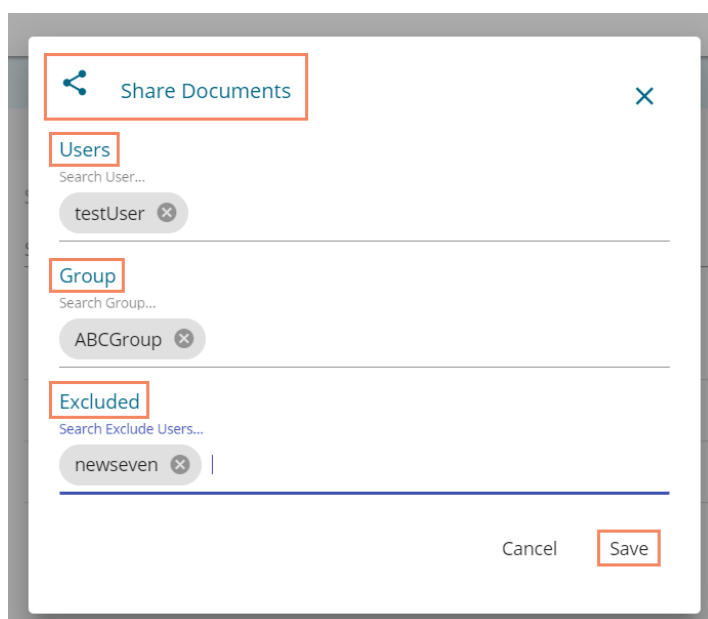 Share Documents
Users
Search User...
testUser
Group
Search Group...
ABCGroup
Excluded
Search Exclude Users...
newseven
Cancel Save